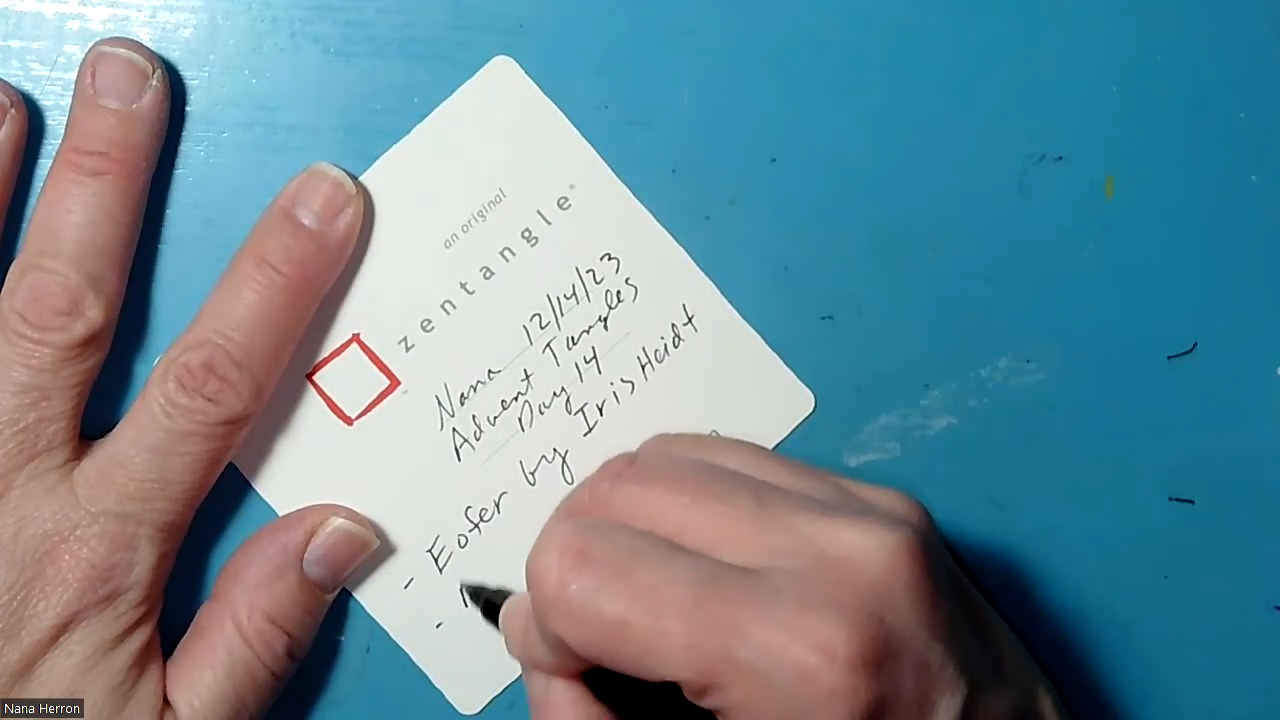 an original
zentangle®
Nana 12/14/23
Advent Tangles
Day 14
- Eofer by Iris Heidt
-
Nana Herron